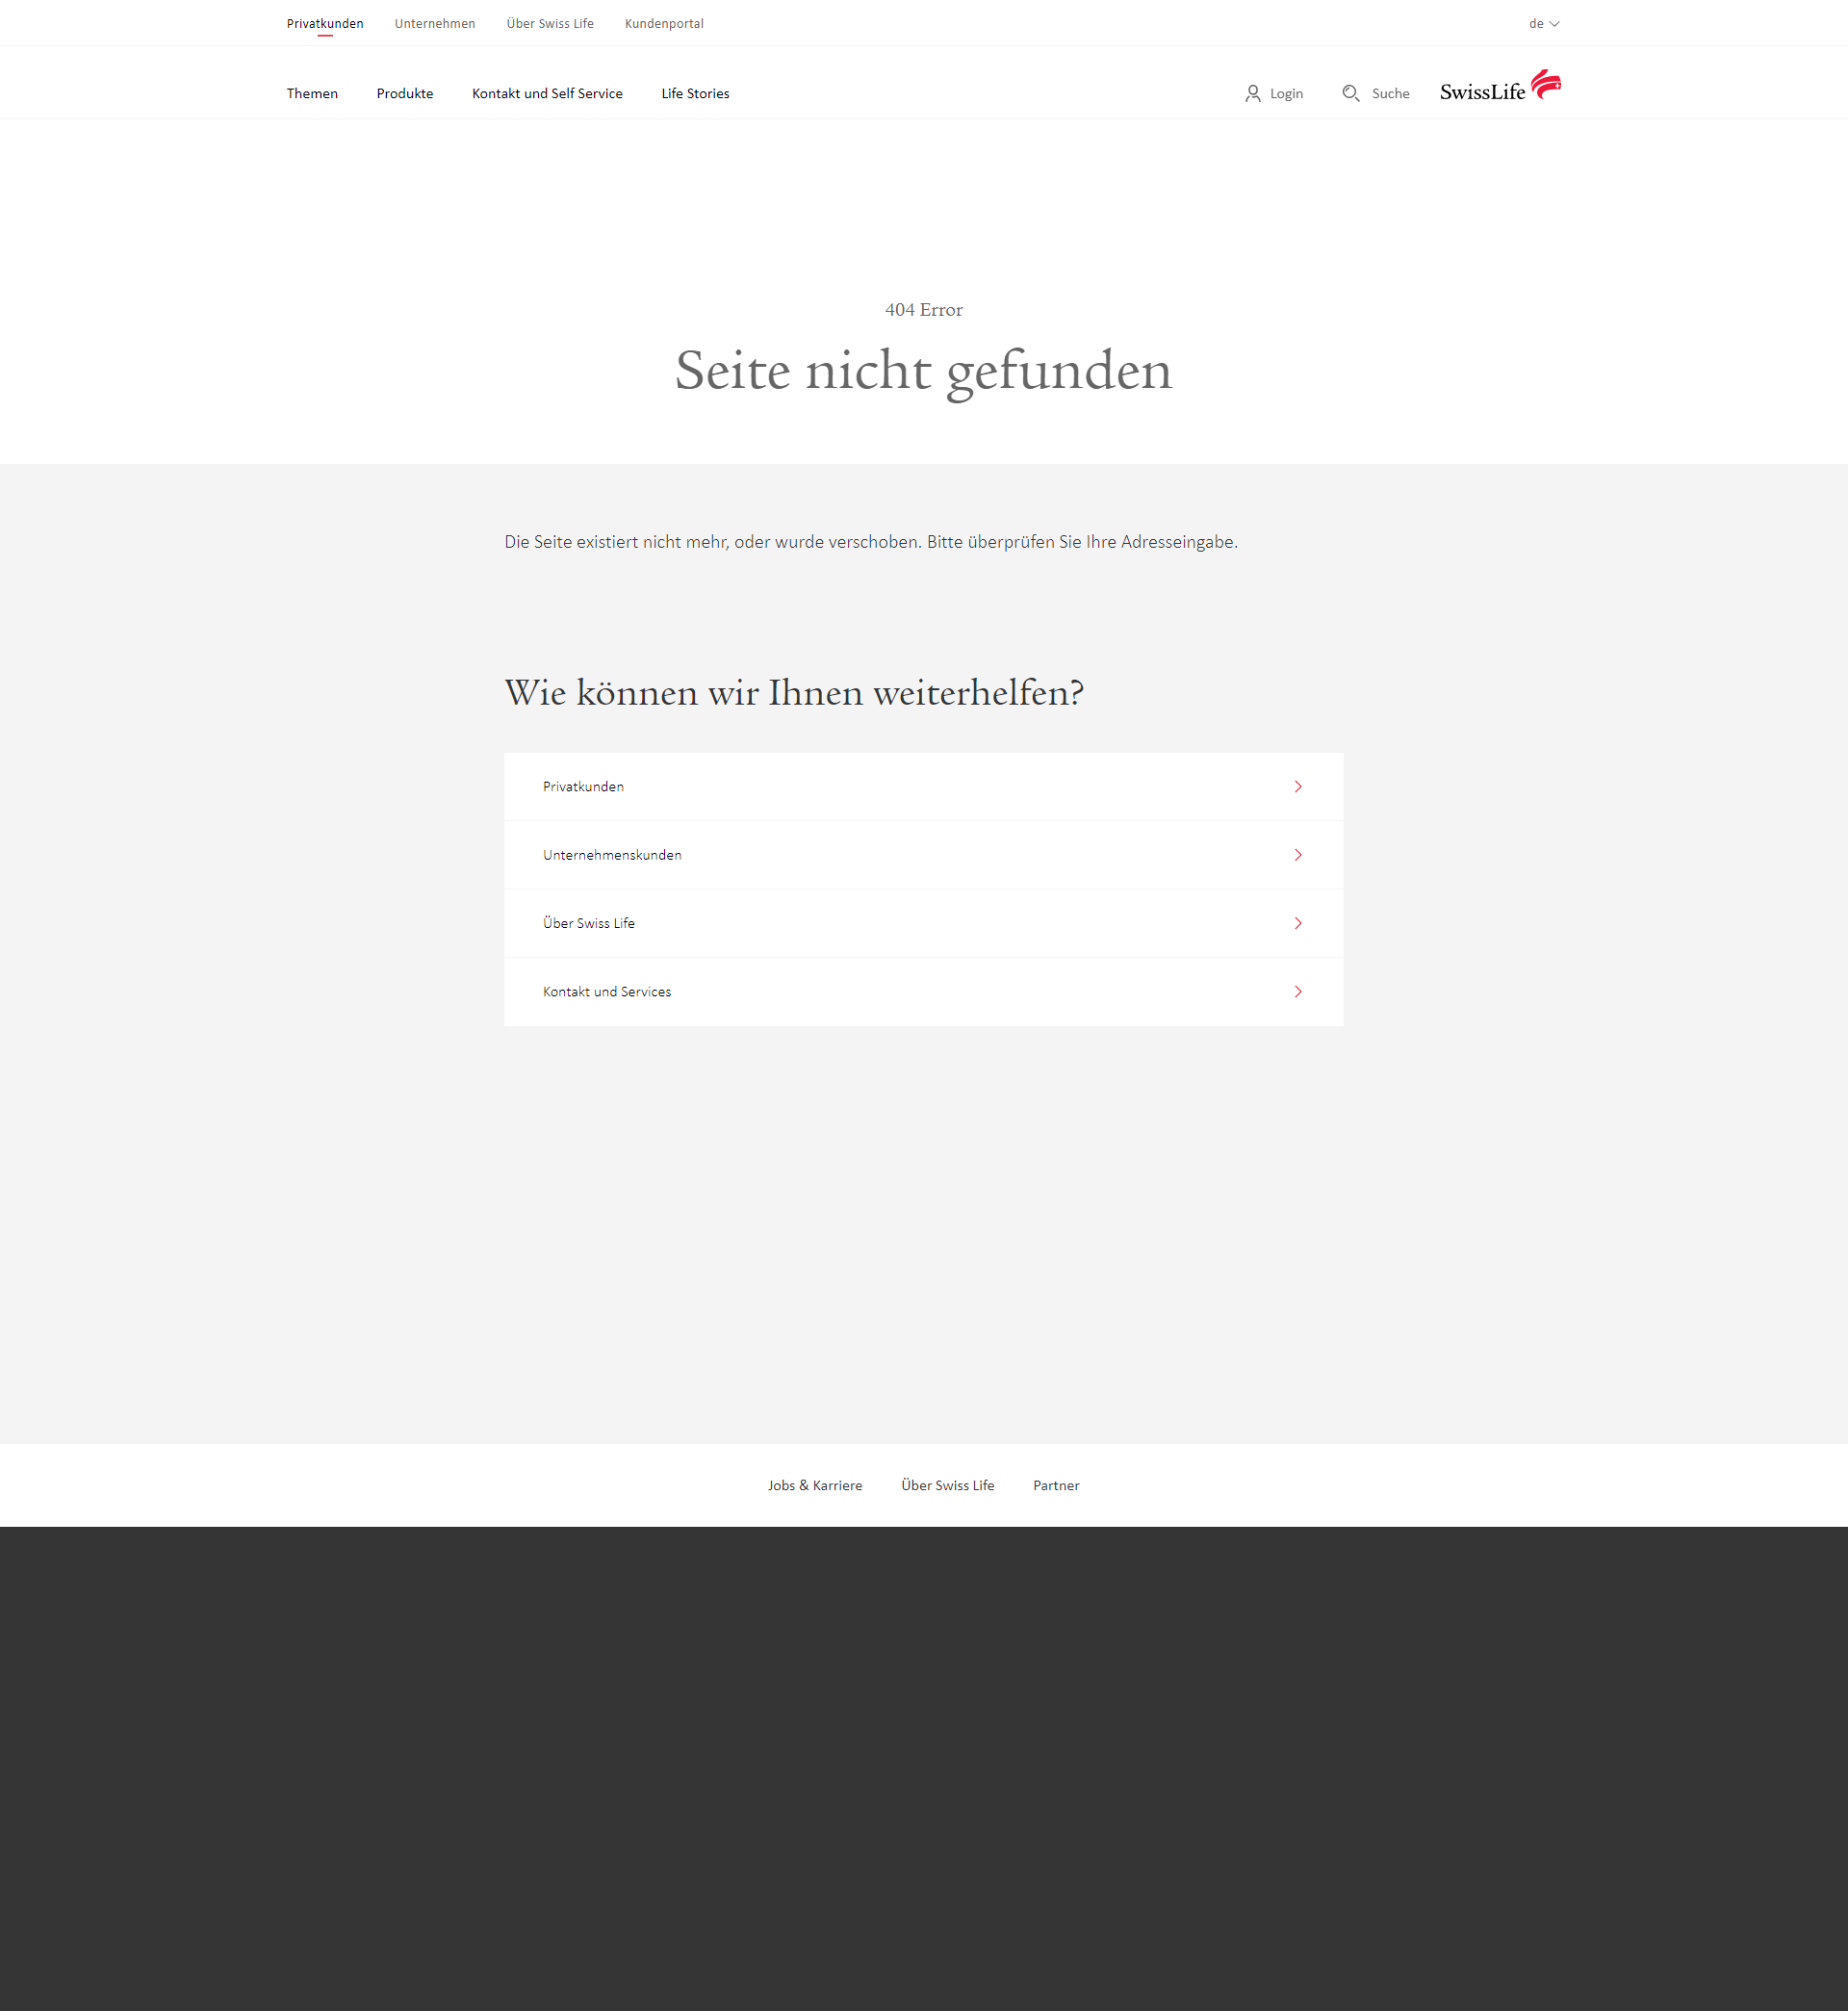 Privatkunden Unternehmen Über Swiss Life Kundenportal de
Themen Produkte Kontakt und Self Service Life Stories Login Suche SwissLife
404 Error
Seite nicht gefunden
Die Seite existiert nicht mehr, oder wurde verschoben. Bitte überprüfen Sie Ihre Adresseingabe.
Wie können wir Ihnen weiterhelfen?
Privatkunden
Unternehmenskunden
Über Swiss Life
Kontakt und Services
Jobs & Karriere Über Swiss Life Partner